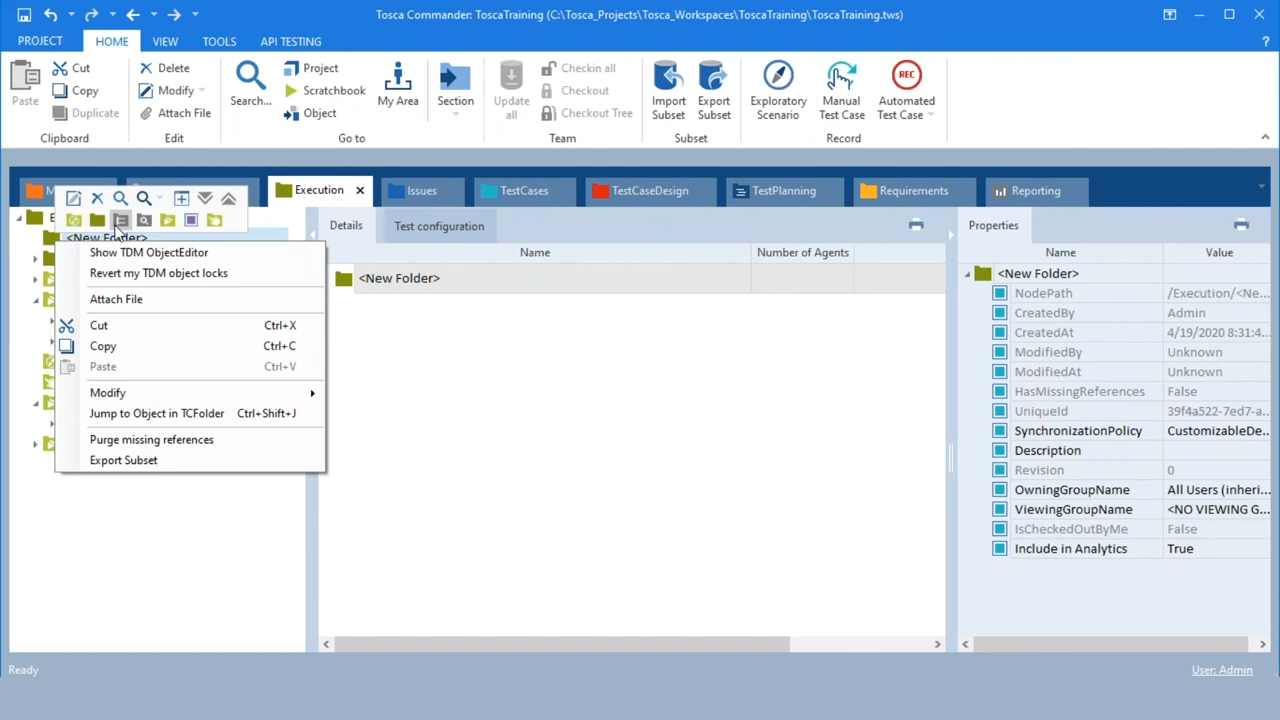 Tosca Commander: ToscaTraining (C:\Tosca_Projects\Tosca_Workspaces\ToscaTraining\ToscaTraining.tws)
PROJECT HOME VIEW TOOLS API TESTING ?
Paste
Cut
Copy
Duplicate
Clipboard
Delete
Modify
Attach File
Edit
Search...
Project
Scratchbook
Object
My Area
Section
Go to
Update all
Checkin all
Checkout
Checkout Tree
Team
Import Subset
Export Subset
Subset
Exploratory Scenario
Manual Test Case
REC
Automated Test Case
Record
Execution
Issues
TestCases
TestCaseDesign
TestPlanning
Requirements
Reporting
<New Folder>
Show TDM ObjectEditor
Revert my TDM object locks
Attach File
Cut Ctrl+X
Copy Ctrl+C
Paste Ctrl+V
Modify
Jump to Object in TCFolder Ctrl+Shift+J
Purge missing references
Export Subset
Details Test configuration
Name Number of Agents
<New Folder>
Properties
Name Value
<New Folder>
NodePath /Execution/<Ne...
CreatedBy Admin
CreatedAt 4/19/2020 8:31:4...
ModifiedBy Unknown
ModifiedAt Unknown
HasMissingReferences False
UniqueId 39f4a522-7ed7-a...
SynchronizationPolicy CustomizableDe...
Description
Revision 0
OwningGroupName All Users (inheri...
ViewingGroupName <NO VIEWING G...
IsCheckedOutByMe False
Include in Analytics True
Ready
User: Admin